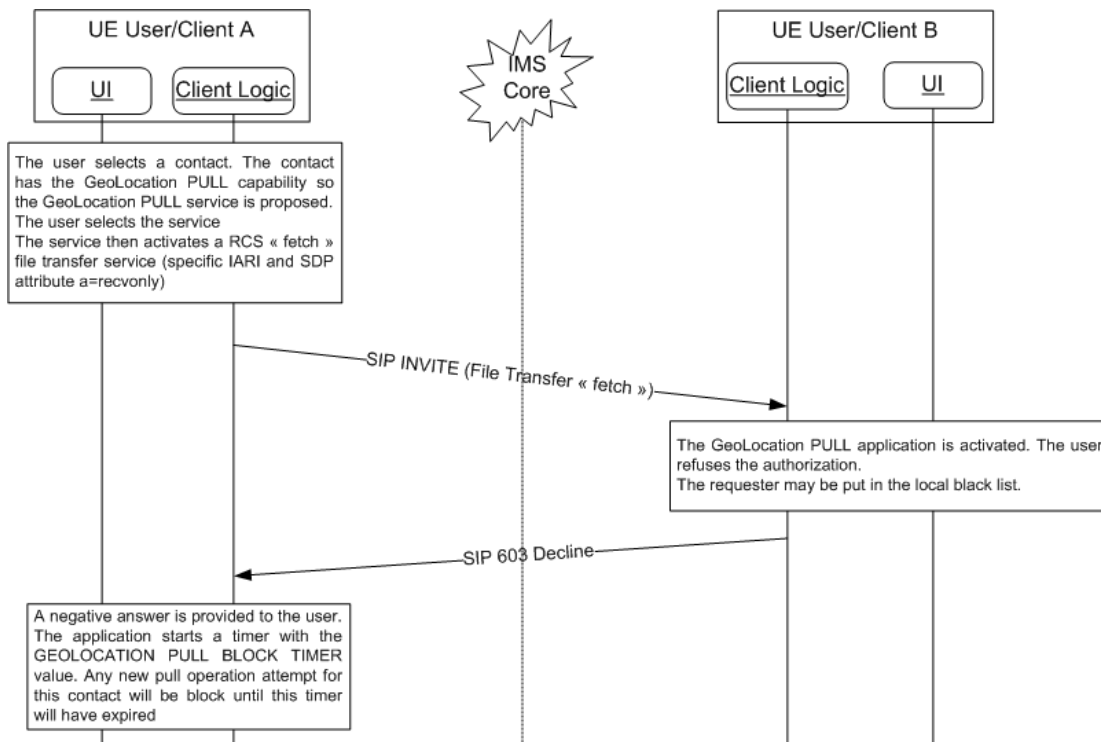 UE User/Client A
UI
Client Logic
IMS
Core
UE User/Client B
Client Logic
UI
The user selects a contact. The contact
has the GeoLocation PULL capability so
the GeoLocation PULL service is proposed.
The user selects the service
The service then activates a RCS « fetch »
file transfer service (specific IARI and SDP
attribute a=recvonly)
SIP INVITE (File Transfer « fetch »)
The GeoLocation PULL application is activated. The user
refuses the authorization.
The requester may be put in the local black list.
SIP 603 Decline
A negative answer is provided to the user.
The application starts a timer with the
GEOLOCATION PULL BLOCK TIMER
value. Any new pull operation attempt for
this contact will be block until this timer
will have expired